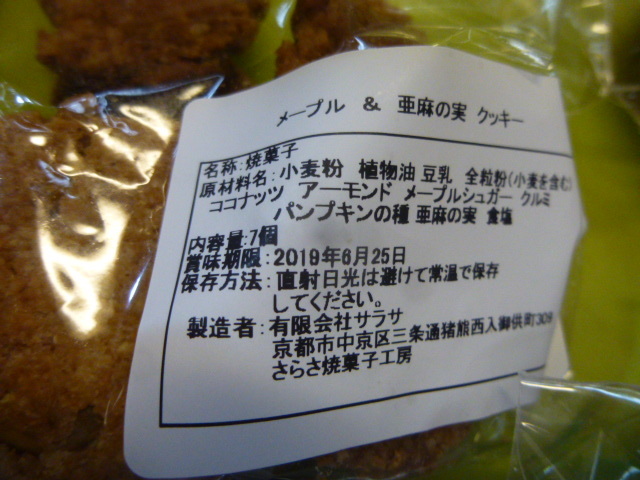 メープル ＆ 亜麻の実 クッキー
名称：焼菓子
原材料名：小麦粉 植物油 豆乳 全粒粉（小麦を含む）
ココナッツ アーモンド メープルシュガー クルミ
パンプキンの種 亜麻の実 食塩
内容量：7個
賞味期限：2019年6月25日
保存方法：直射日光は避けて常温で保存
してください。
製造者：有限会社サラサ
京都市中京区三条通猪熊西入御供町309
さらさ焼菓子工房